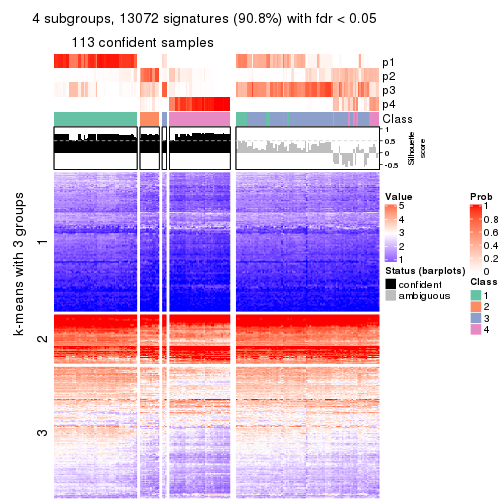 4 subgroups, 13072 signatures (90.8%) with fdr < 0.05
113 confident samples
p1
p2
p3
p4
Class
1
0.5
0
-0.5
Silhouette
score
k-means with 3 groups
1
2
3
Value
5
4
3
2
1
Status (barplots)
confident
ambiguous
Prob
1
0.8
0.6
0.4
0.2
0
Class
1
2
3
4